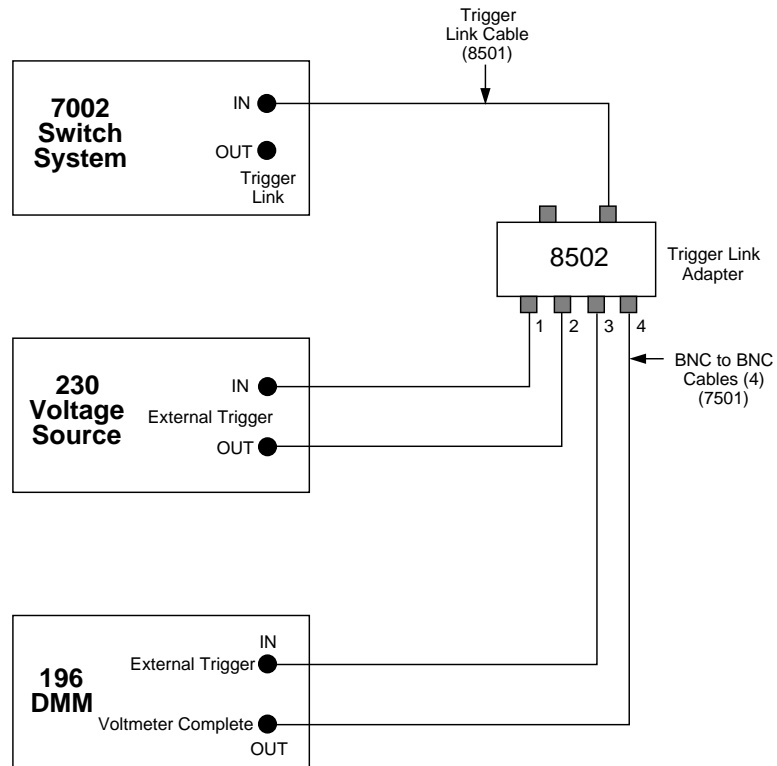 Trigger
Link Cable
(8501)
7002
Switch
System
IN
OUT
Trigger
Link
8502
Trigger Link
Adapter
1 2 3 4
BNC to BNC
Cables (4)
(7501)
230
Voltage
Source
IN
External Trigger
OUT
196
DMM
IN
External Trigger
Voltmeter Complete
OUT